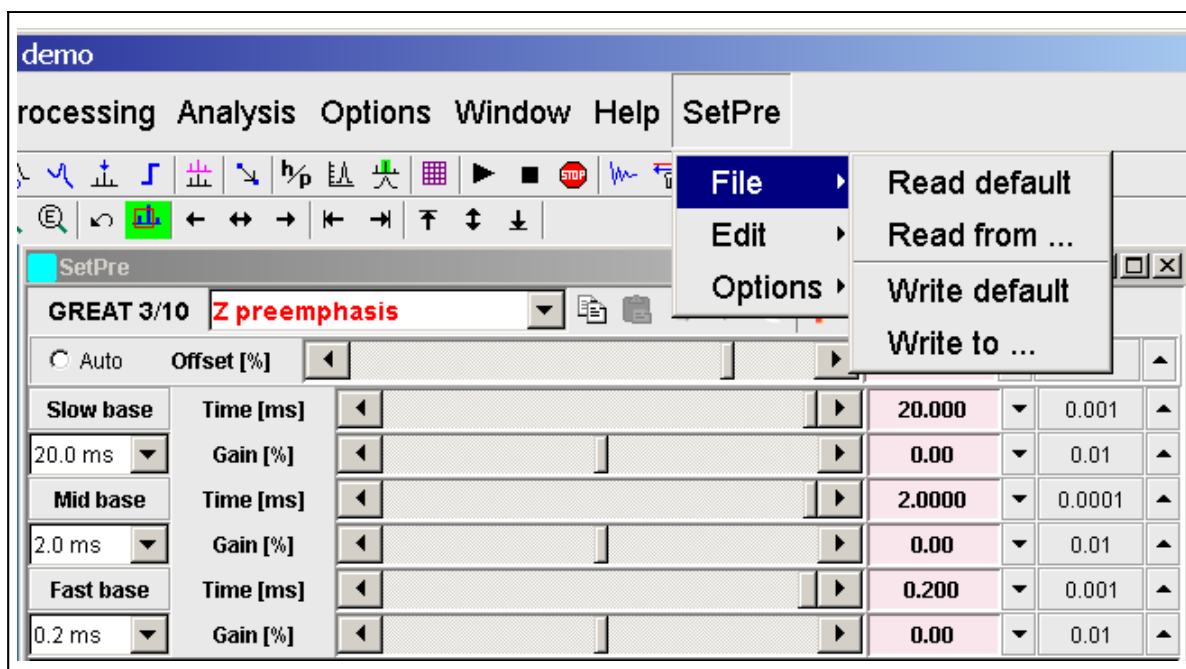 demo
rocessing Analysis Options Window Help SetPre
h/p STOP
File Read default
E
Edit Read from ...
SetPre
Options Write default
GREAT 3/10 Z preemphasis
Write to ...
Auto Offset [%]
Slow base Time [ms] 20.000 0.001
20.0 ms Gain [%] 0.00 0.01
Mid base Time [ms] 2.0000 0.0001
2.0 ms Gain [%] 0.00 0.01
Fast base Time [ms] 0.200 0.001
0.2 ms Gain [%] 0.00 0.01